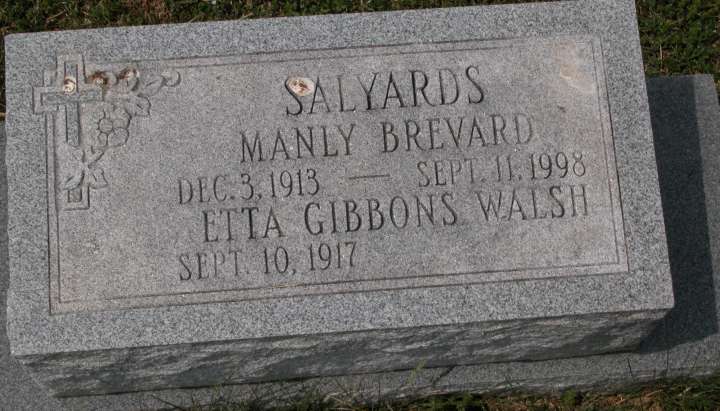 SALYARDS
MANLY BREVARD
DEC. 3, 1913 — SEPT. 11, 1998
ETTA GIBBONS WALSH
SEPT. 10, 1917